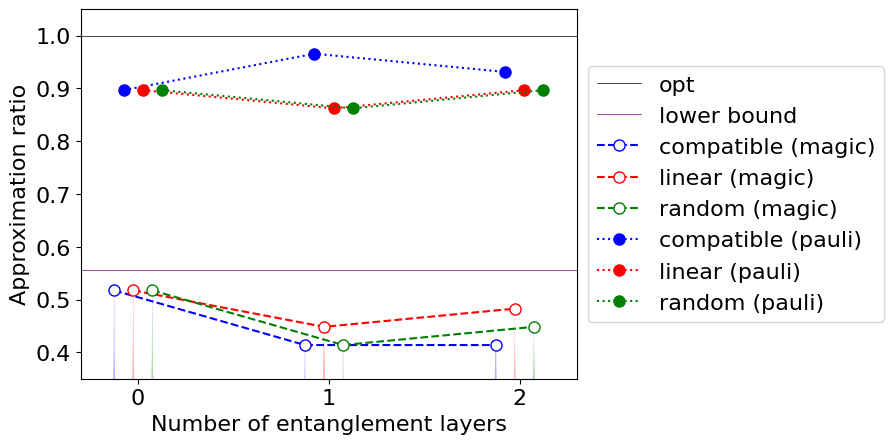 1.0
0.9
0.8
0.7
0.6
0.5
0.4
Approximation ratio
0 1 2
Number of entanglement layers
opt
lower bound
compatible (magic)
linear (magic)
random (magic)
compatible (pauli)
linear (pauli)
random (pauli)